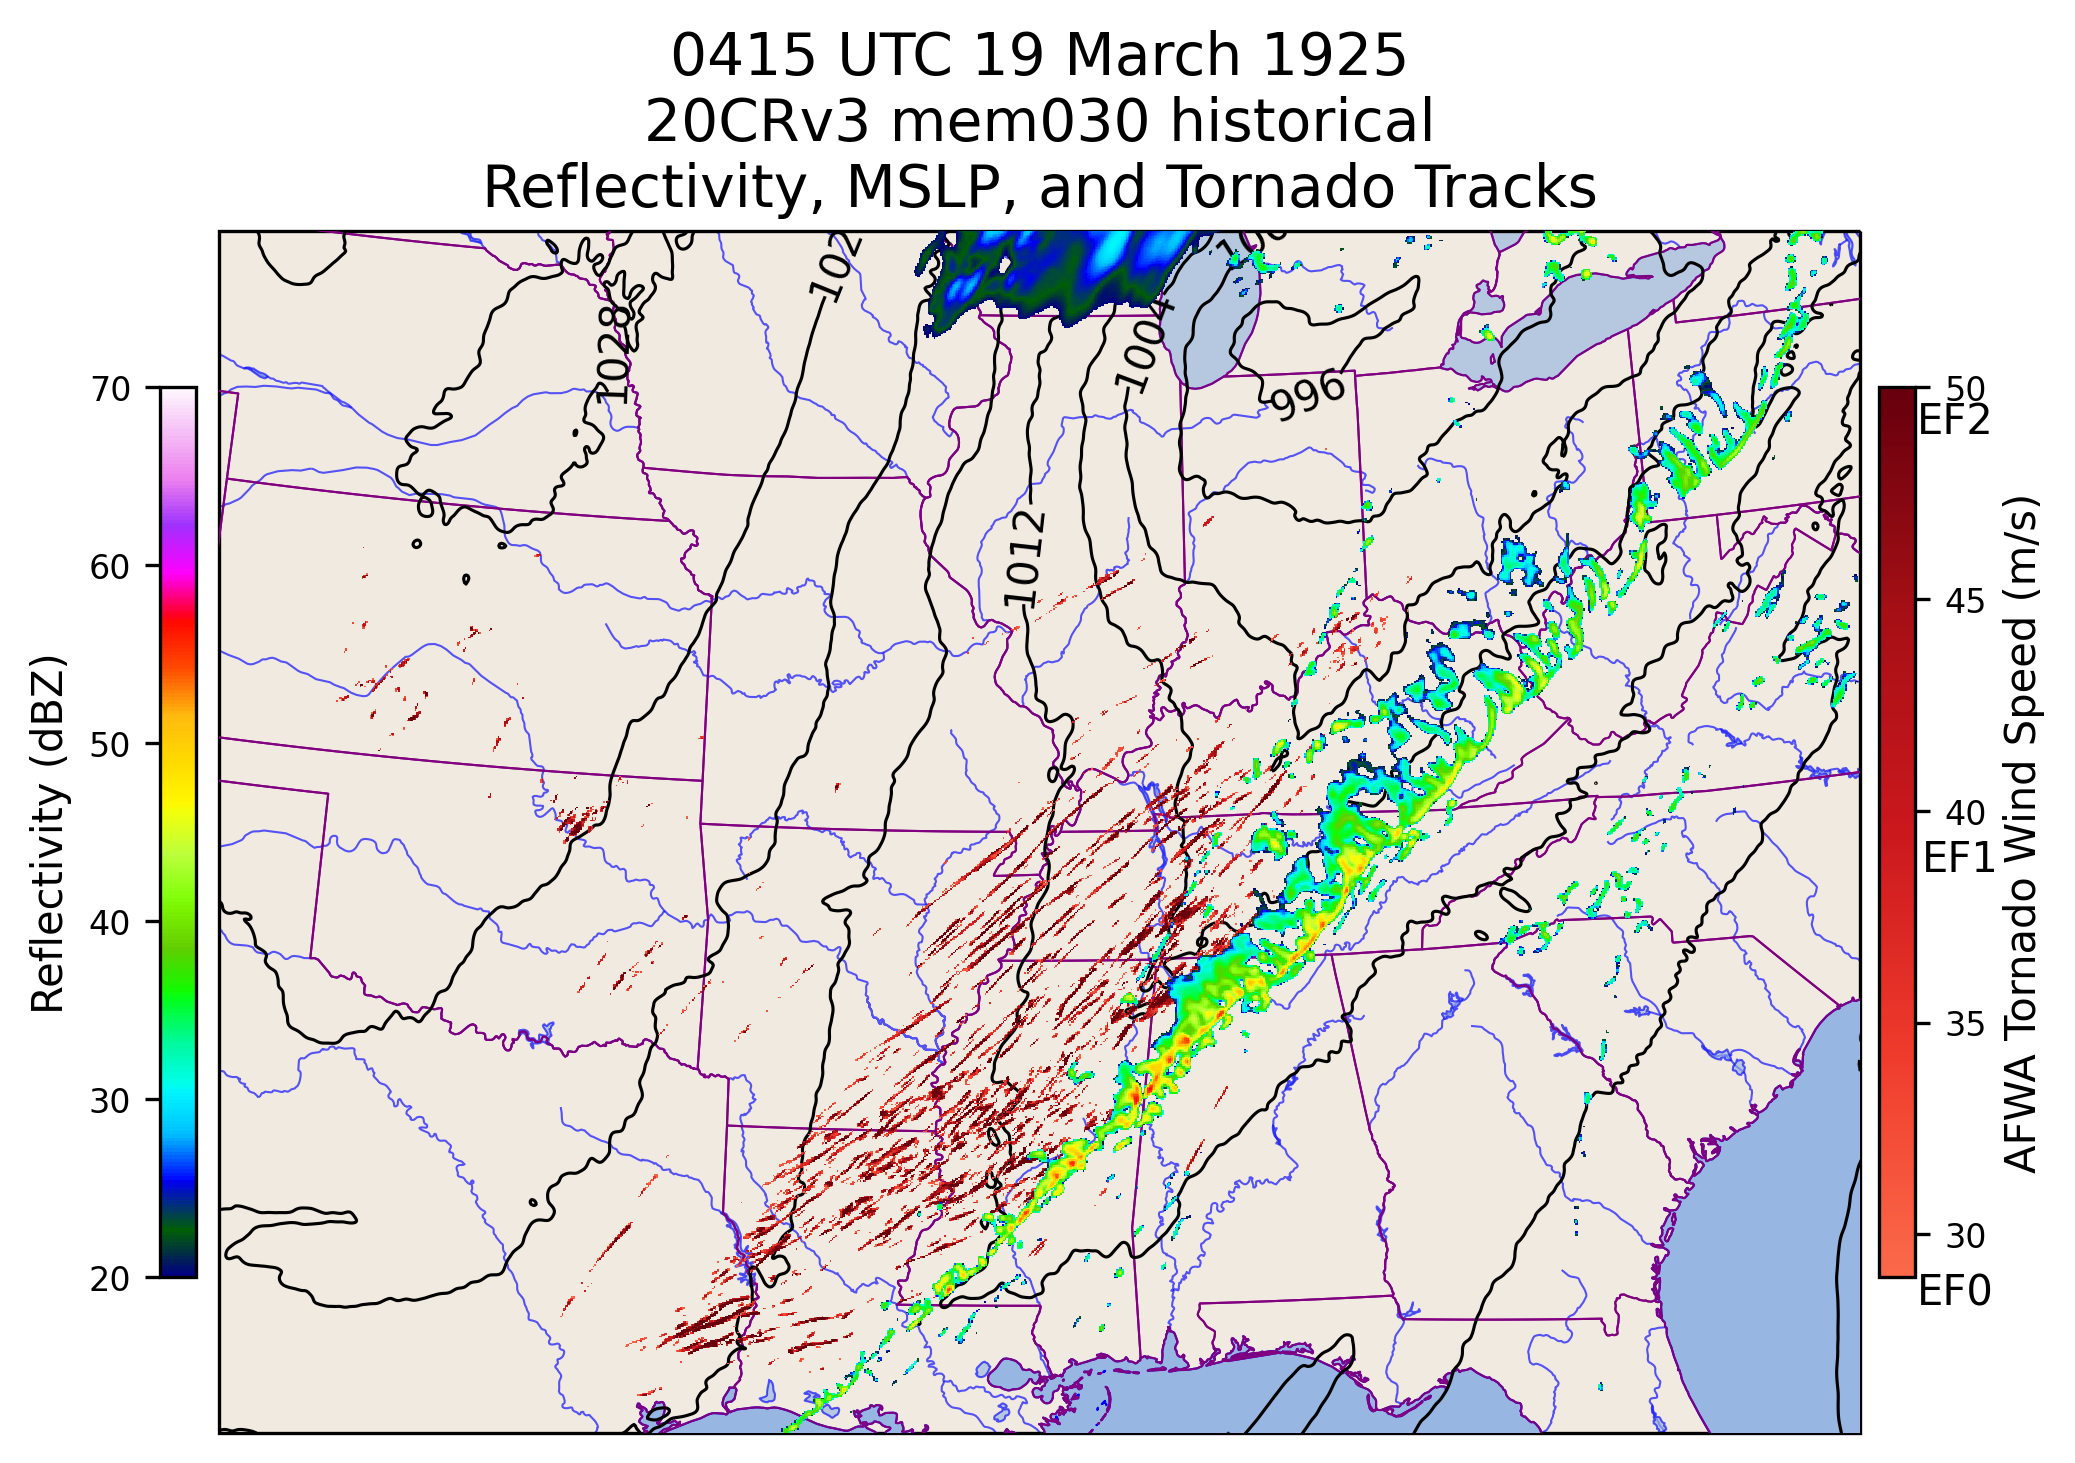 0415 UTC 19 March 1925
20CRv3 mem030 historical
Reflectivity, MSLP, and Tornado Tracks
1028
1004
996
1012
70
60
50
40
30
20
Reflectivity (dBZ)
50
EF2
45
40
EF1
35
30
EF0
AFWA Tornado Wind Speed (m/s)